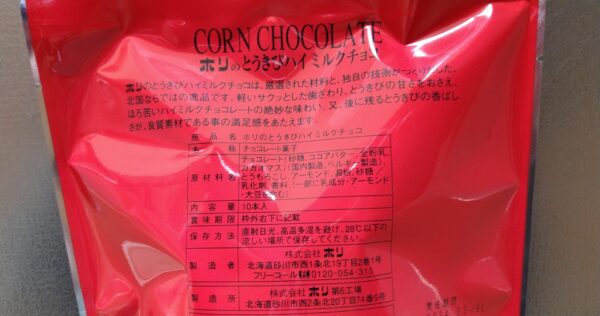 CORN CHOCOLATE
ホリのとうきびハイミルクチョコ
ホリのとうきびハイミルクチョコは、厳選された材料と、独自の技術がつくりだした、
北国ならではの逸品です。軽いサクッとした歯ざわり、とうきびの甘さをおさえ、
ほろ苦いハイミルクチョコレートの絶妙な味わい、又、後に残るとうきびの香ばし
さが、良質素材である事の満足感をあたえます。
商品名 ホリのとうきびハイミルクチョコ
名称 チョコレート菓子
原材料名 チョコレート(砂糖、ココアバター、全粉乳、
カカオマス)(国内製造、ベルギー製造)、
とうもろこし、アーモンド、澱粉、砂糖/
乳化剤、香料、(一部に乳成分・アーモンド
・大豆を含む)
内容量 10本入
賞味期限 枠外右下に記載
保存方法 直射日光、高温多湿を避け、28℃以下の
涼しい場所で保存してください。
製造者 株式会社 ホリ
北海道砂川市西1条北19丁目2番1号
フリーコール 0120-054-315
製造所 株式会社 ホリ 第6工場
北海道砂川市西2条北20丁目74番5号